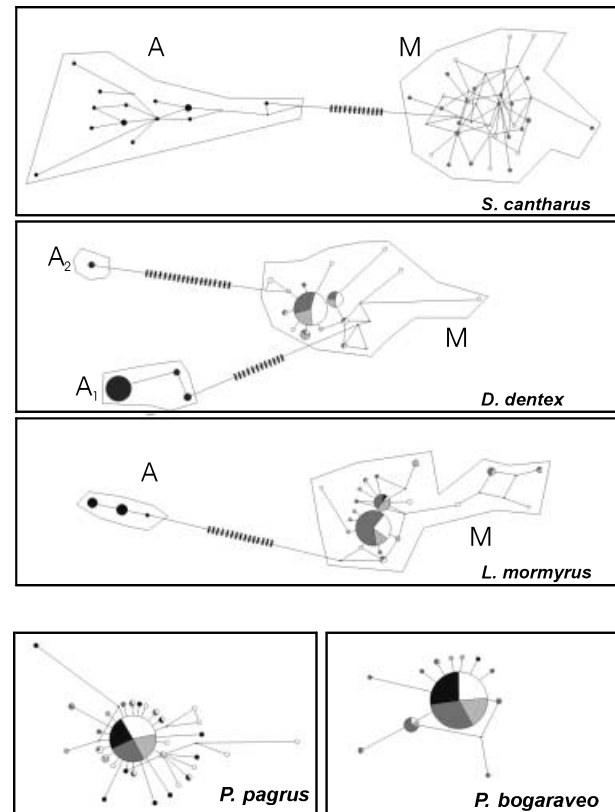 A
M
S. cantharus
A2
M
A1
D. dentex
A
M
L. mormyrus
P. pagrus
P. bogaraveo